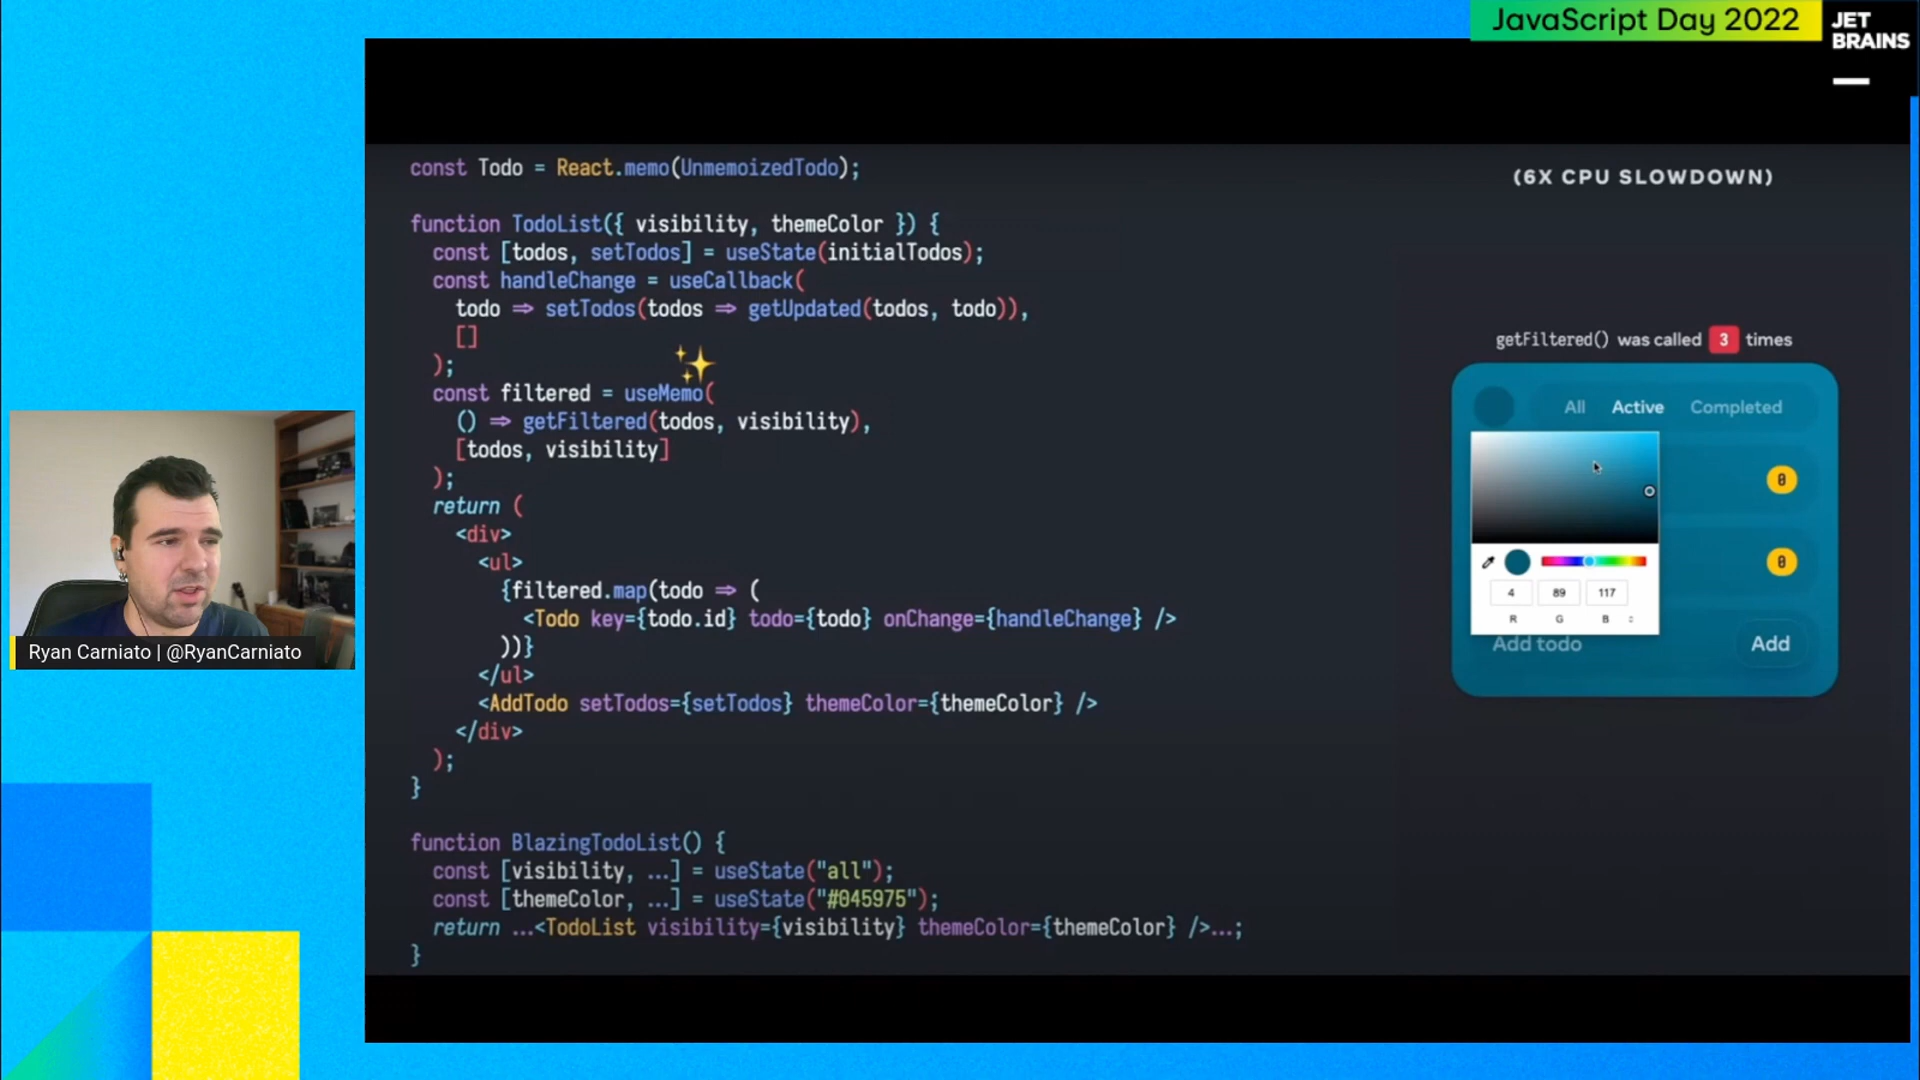 JavaScript Day 2022
JET
BRAINS
const Todo = React.memo(UnmemoizedTodo);
function TodoList({ visibility, themeColor }) {
  const [todos, setTodos] = useState(initialTodos);
  const handleChange = useCallback(
    todo ⇒ setTodos(todos ⇒ getUpdated(todos, todo)),
    []
  );
  const filtered = useMemo(
    () ⇒ getFiltered(todos, visibility),
    [todos, visibility]
  );
  return (
    <div>
      <ul>
        {filtered.map(todo ⇒ (
          <Todo key={todo.id} todo={todo} onChange={handleChange} />
        ))}
      </ul>
      <AddTodo setTodos={setTodos} themeColor={themeColor} />
    </div>
  );
}
function BlazingTodoList() {
  const [visibility, ...] = useState("all");
  const [themeColor, ...] = useState("#045975");
  return ...<TodoList visibility={visibility} themeColor={themeColor} />...;
}
(6X CPU SLOWDOWN)
getFiltered() was called 3 times
All Active Completed
0
0
4 89 117
R G B
Add todo Add
Ryan Carniato | @RyanCarniato